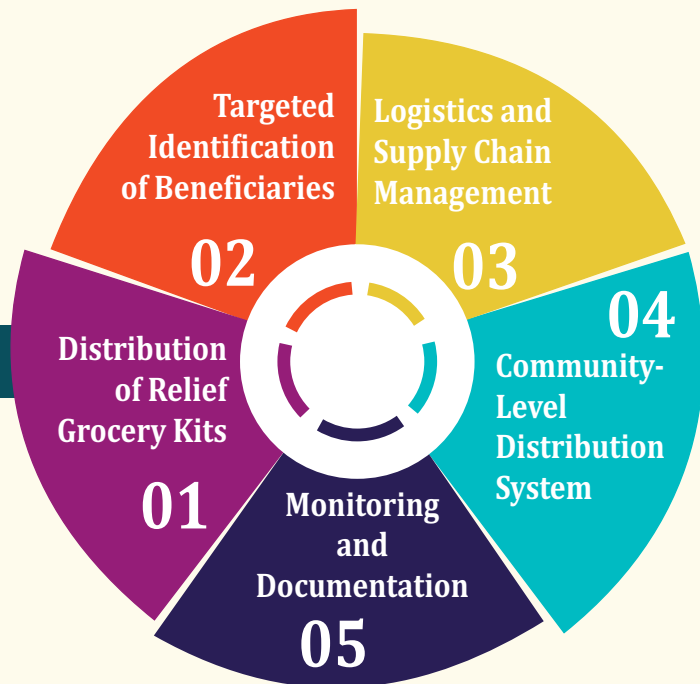 Distribution
of Relief
Grocery Kits
01
Targeted
Identification
of Beneficiaries
02
Logistics and
Supply Chain
Management
03
04
Community-
Level
Distribution
System
Monitoring
and
Documentation
05